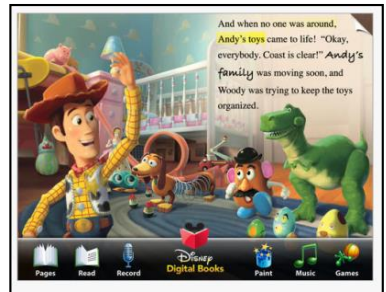 And when no one was around,
Andy's toys came to life! "Okay,
everybody. Coast is clear!" Andy's
family was moving soon, and
Woody was trying to keep the toys
organized.
Pages
Read
Record
Disney
Digital Books
Paint
Music
Games